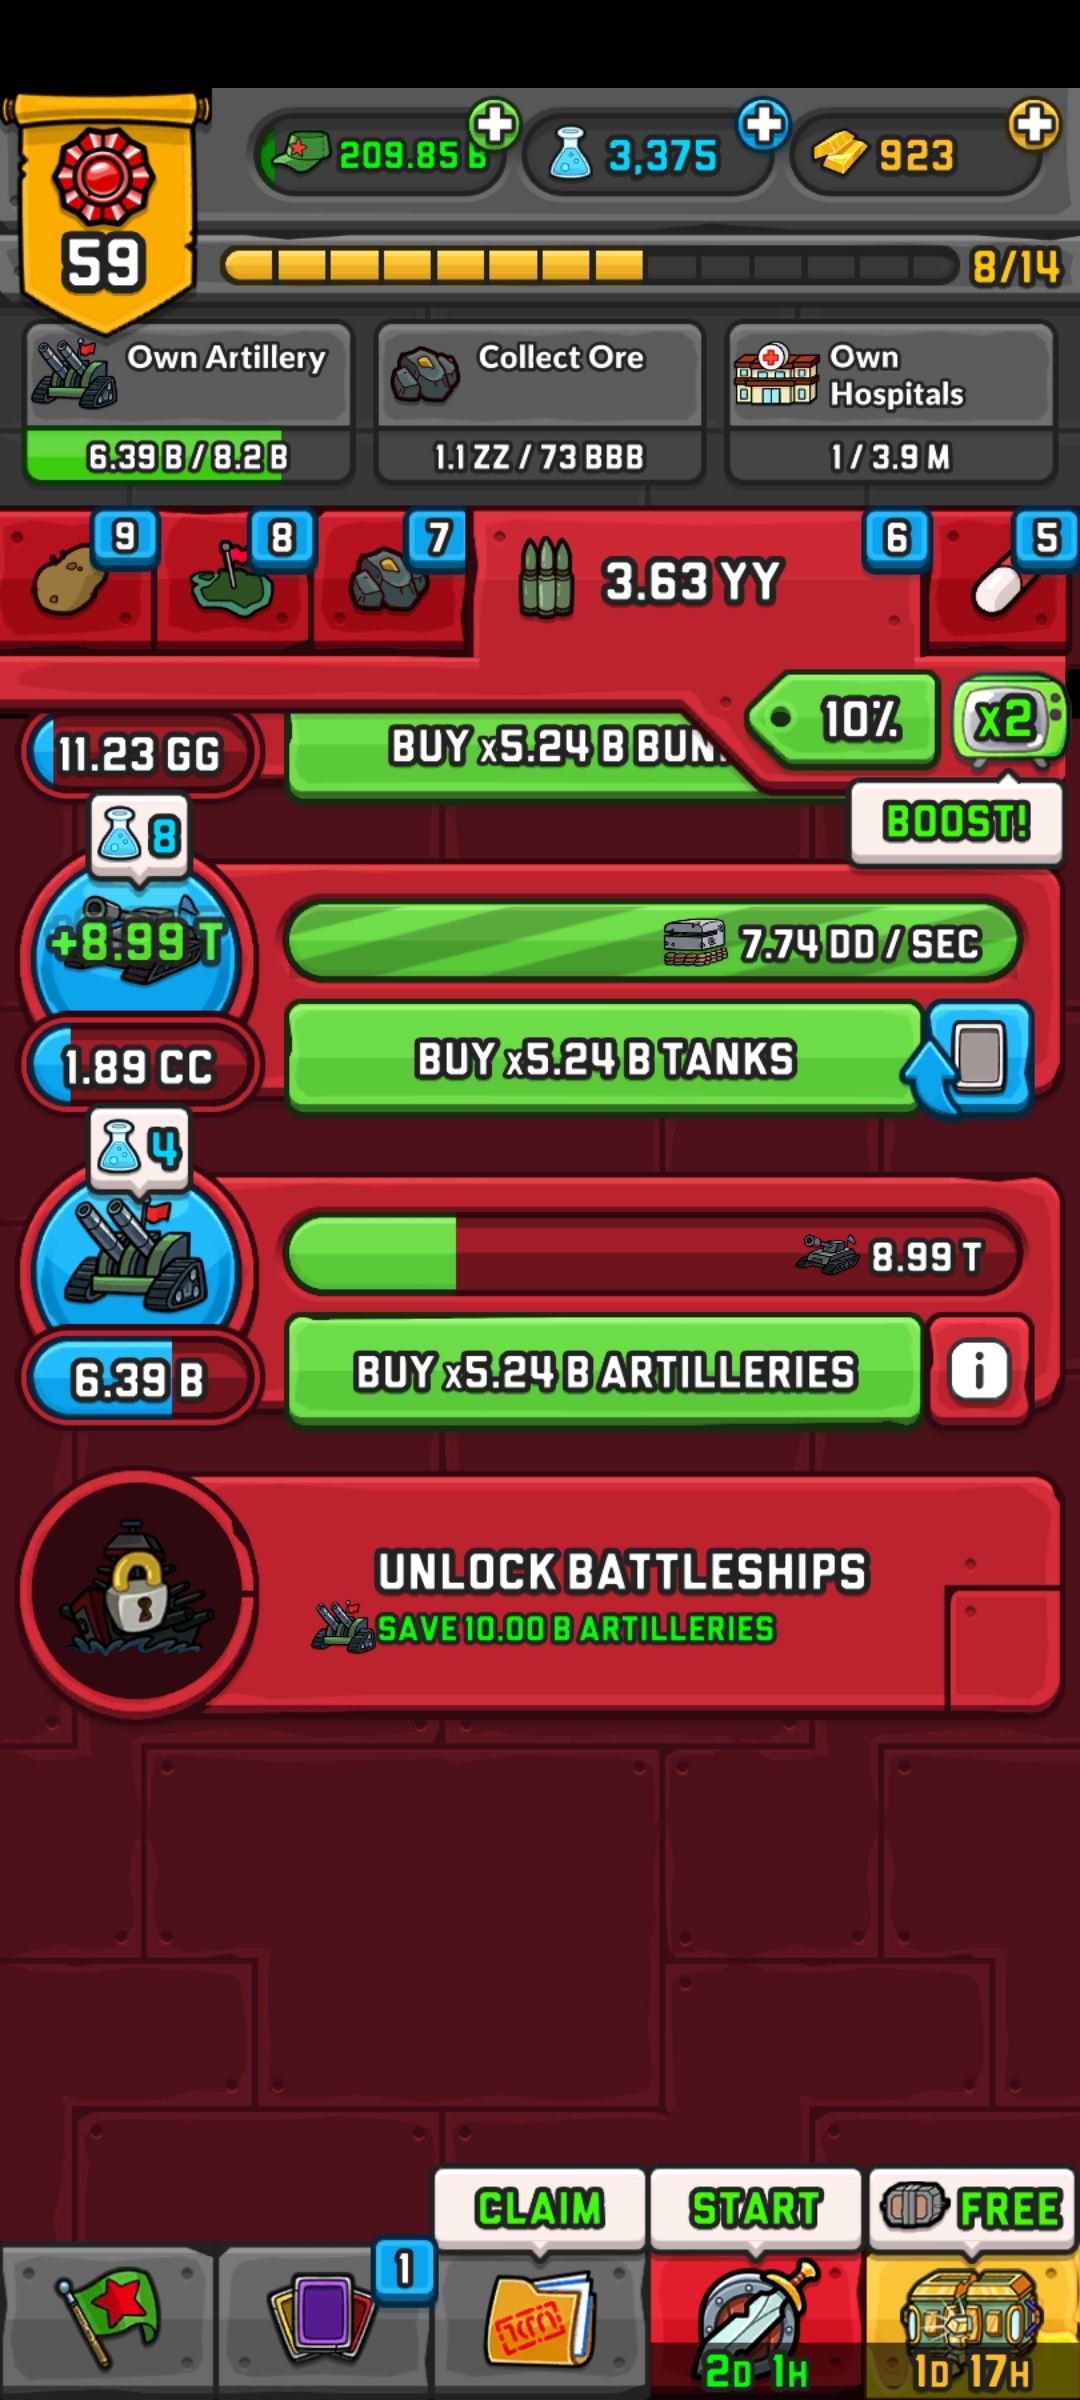 209.85 B
3,375
923
59
8/14
Own Artillery
6.39 B / 8.2 B
Collect Ore
1.1 ZZ / 73 BBB
Own
Hospitals
1 / 3.9 M
9
8
7
3.63 YY
6
5
10%
x2
BOOST!
11.23 GG
BUY x5.24 B BUN
8
+8.99 T
7.74 DD / SEC
1.89 CC
BUY x5.24 B TANKS
4
8.99 T
6.39 B
BUY x5.24 B ARTILLERIES
i
UNLOCK BATTLESHIPS
SAVE 10.00 B ARTILLERIES
CLAIM
START
FREE
1
2D 1H
1D 17H